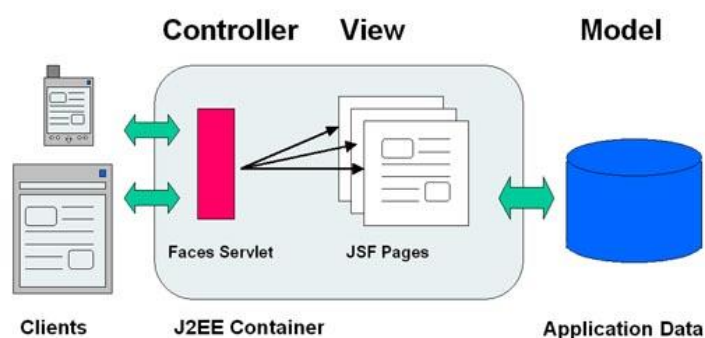 Controller View Model
Faces Servlet JSF Pages
Clients J2EE Container Application Data